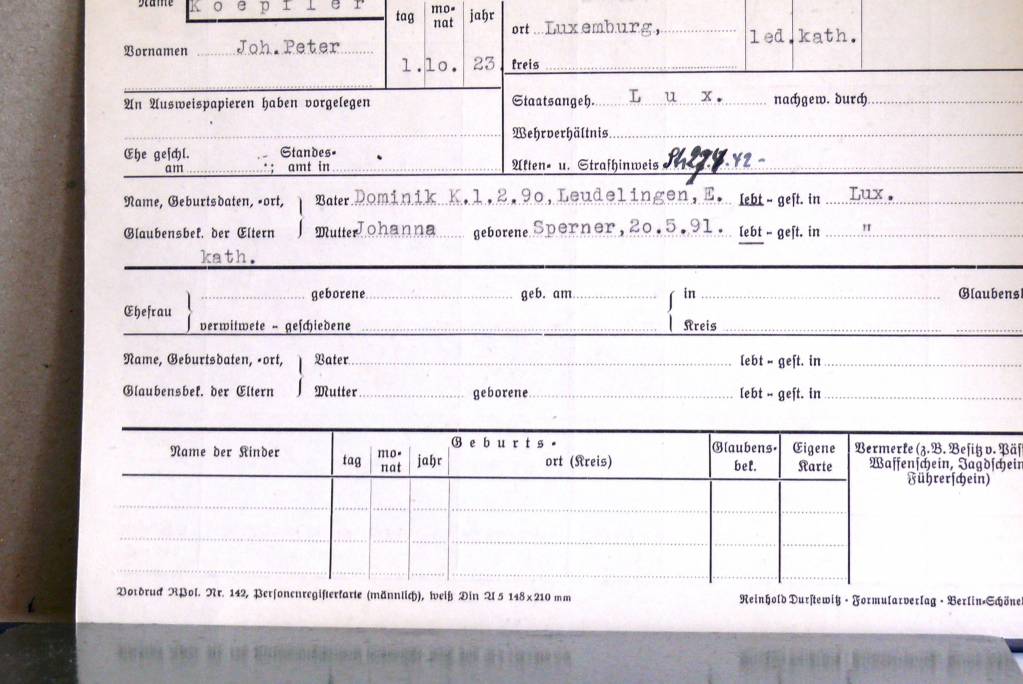 Name Koepfler tag mo- nat jahr
ort Luxemburg, led. kath.
Vornamen Joh.Peter 1.1o. 23 kreis
An Ausweispapieren haben vorgelegen
Staatsangeh. Lux. nachgew. durch
Wehrverhältnis
Ehe geschl. am Standes- amt in
Akten- u. Strafhinweis 42-
Name, Geburtsdaten, -ort, Vater Dominik K.1.2.9o,Leudelingen,E. lebt - gest. in Lux.
Glaubensbek. der Eltern Mutter Johanna geborene Sperner,2o.5.91. lebt - gest. in "
kath.
Ehefrau geborene geb. am in Glaubensb
verwitwete - geschiedene Kreis
Name, Geburtsdaten, -ort, Vater lebt - gest. in
Glaubensbek. der Eltern Mutter geborene lebt - gest. in
Name der Kinder Geburts- Glaubens- bek. Eigene Karte Vermerke (z. B. Besitz v. Päss
tag mo- nat jahr ort (Kreis) Waffenschein, Jagdschein
Führerschein)
Vordruck RPol. Nr. 142, Personenregisterkarte (männlich), weiß Din A 5 148x210 mm
Reinhold Durstewitz · Formularverlag · Berlin-Schöne